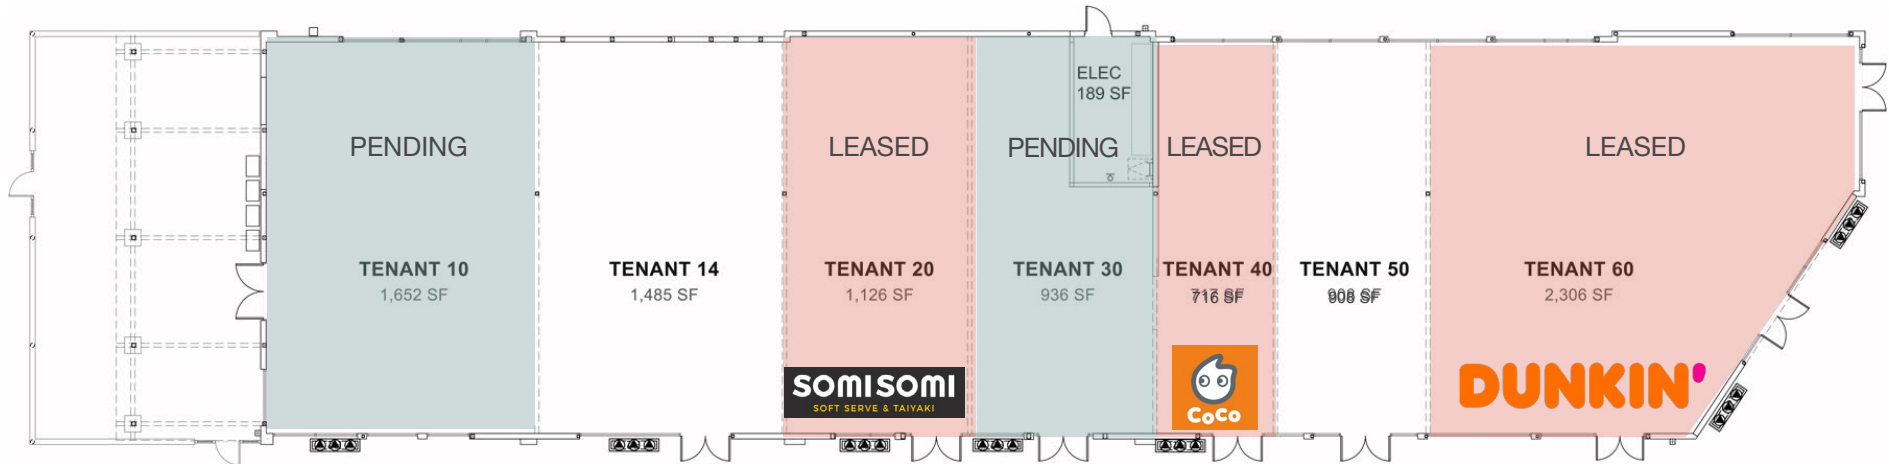 ELEC
189 SF
PENDING
LEASED
PENDING
LEASED
LEASED
TENANT 10
1,652 SF
TENANT 14
1,485 SF
TENANT 20
1,126 SF
TENANT 30
936 SF
TENANT 40
716 SF
TENANT 50
908 SF
TENANT 60
2,306 SF
SOMISOMI
SOFT SERVE & TAIYAKI
CoCo
DUNKIN'